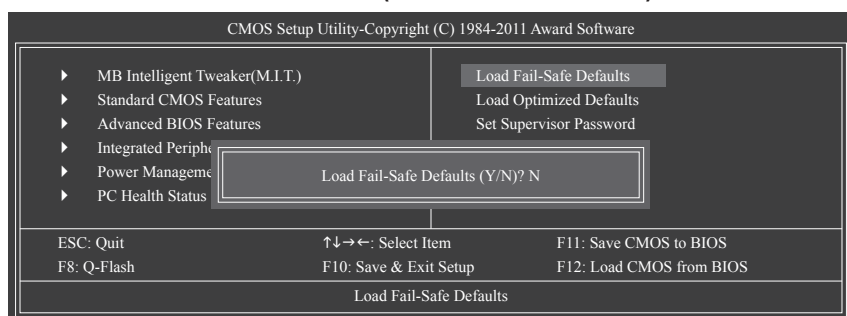 CMOS Setup Utility-Copyright (C) 1984-2011 Award Software
MB Intelligent Tweaker(M.I.T.)
Standard CMOS Features
Advanced BIOS Features
Integrated Periphe
Power Manageme
PC Health Status
Load Fail-Safe Defaults
Load Optimized Defaults
Set Supervisor Password
Load Fail-Safe Defaults (Y/N)? N
ESC: Quit ↑↓→←: Select Item F11: Save CMOS to BIOS
F8: Q-Flash F10: Save & Exit Setup F12: Load CMOS from BIOS
Load Fail-Safe Defaults